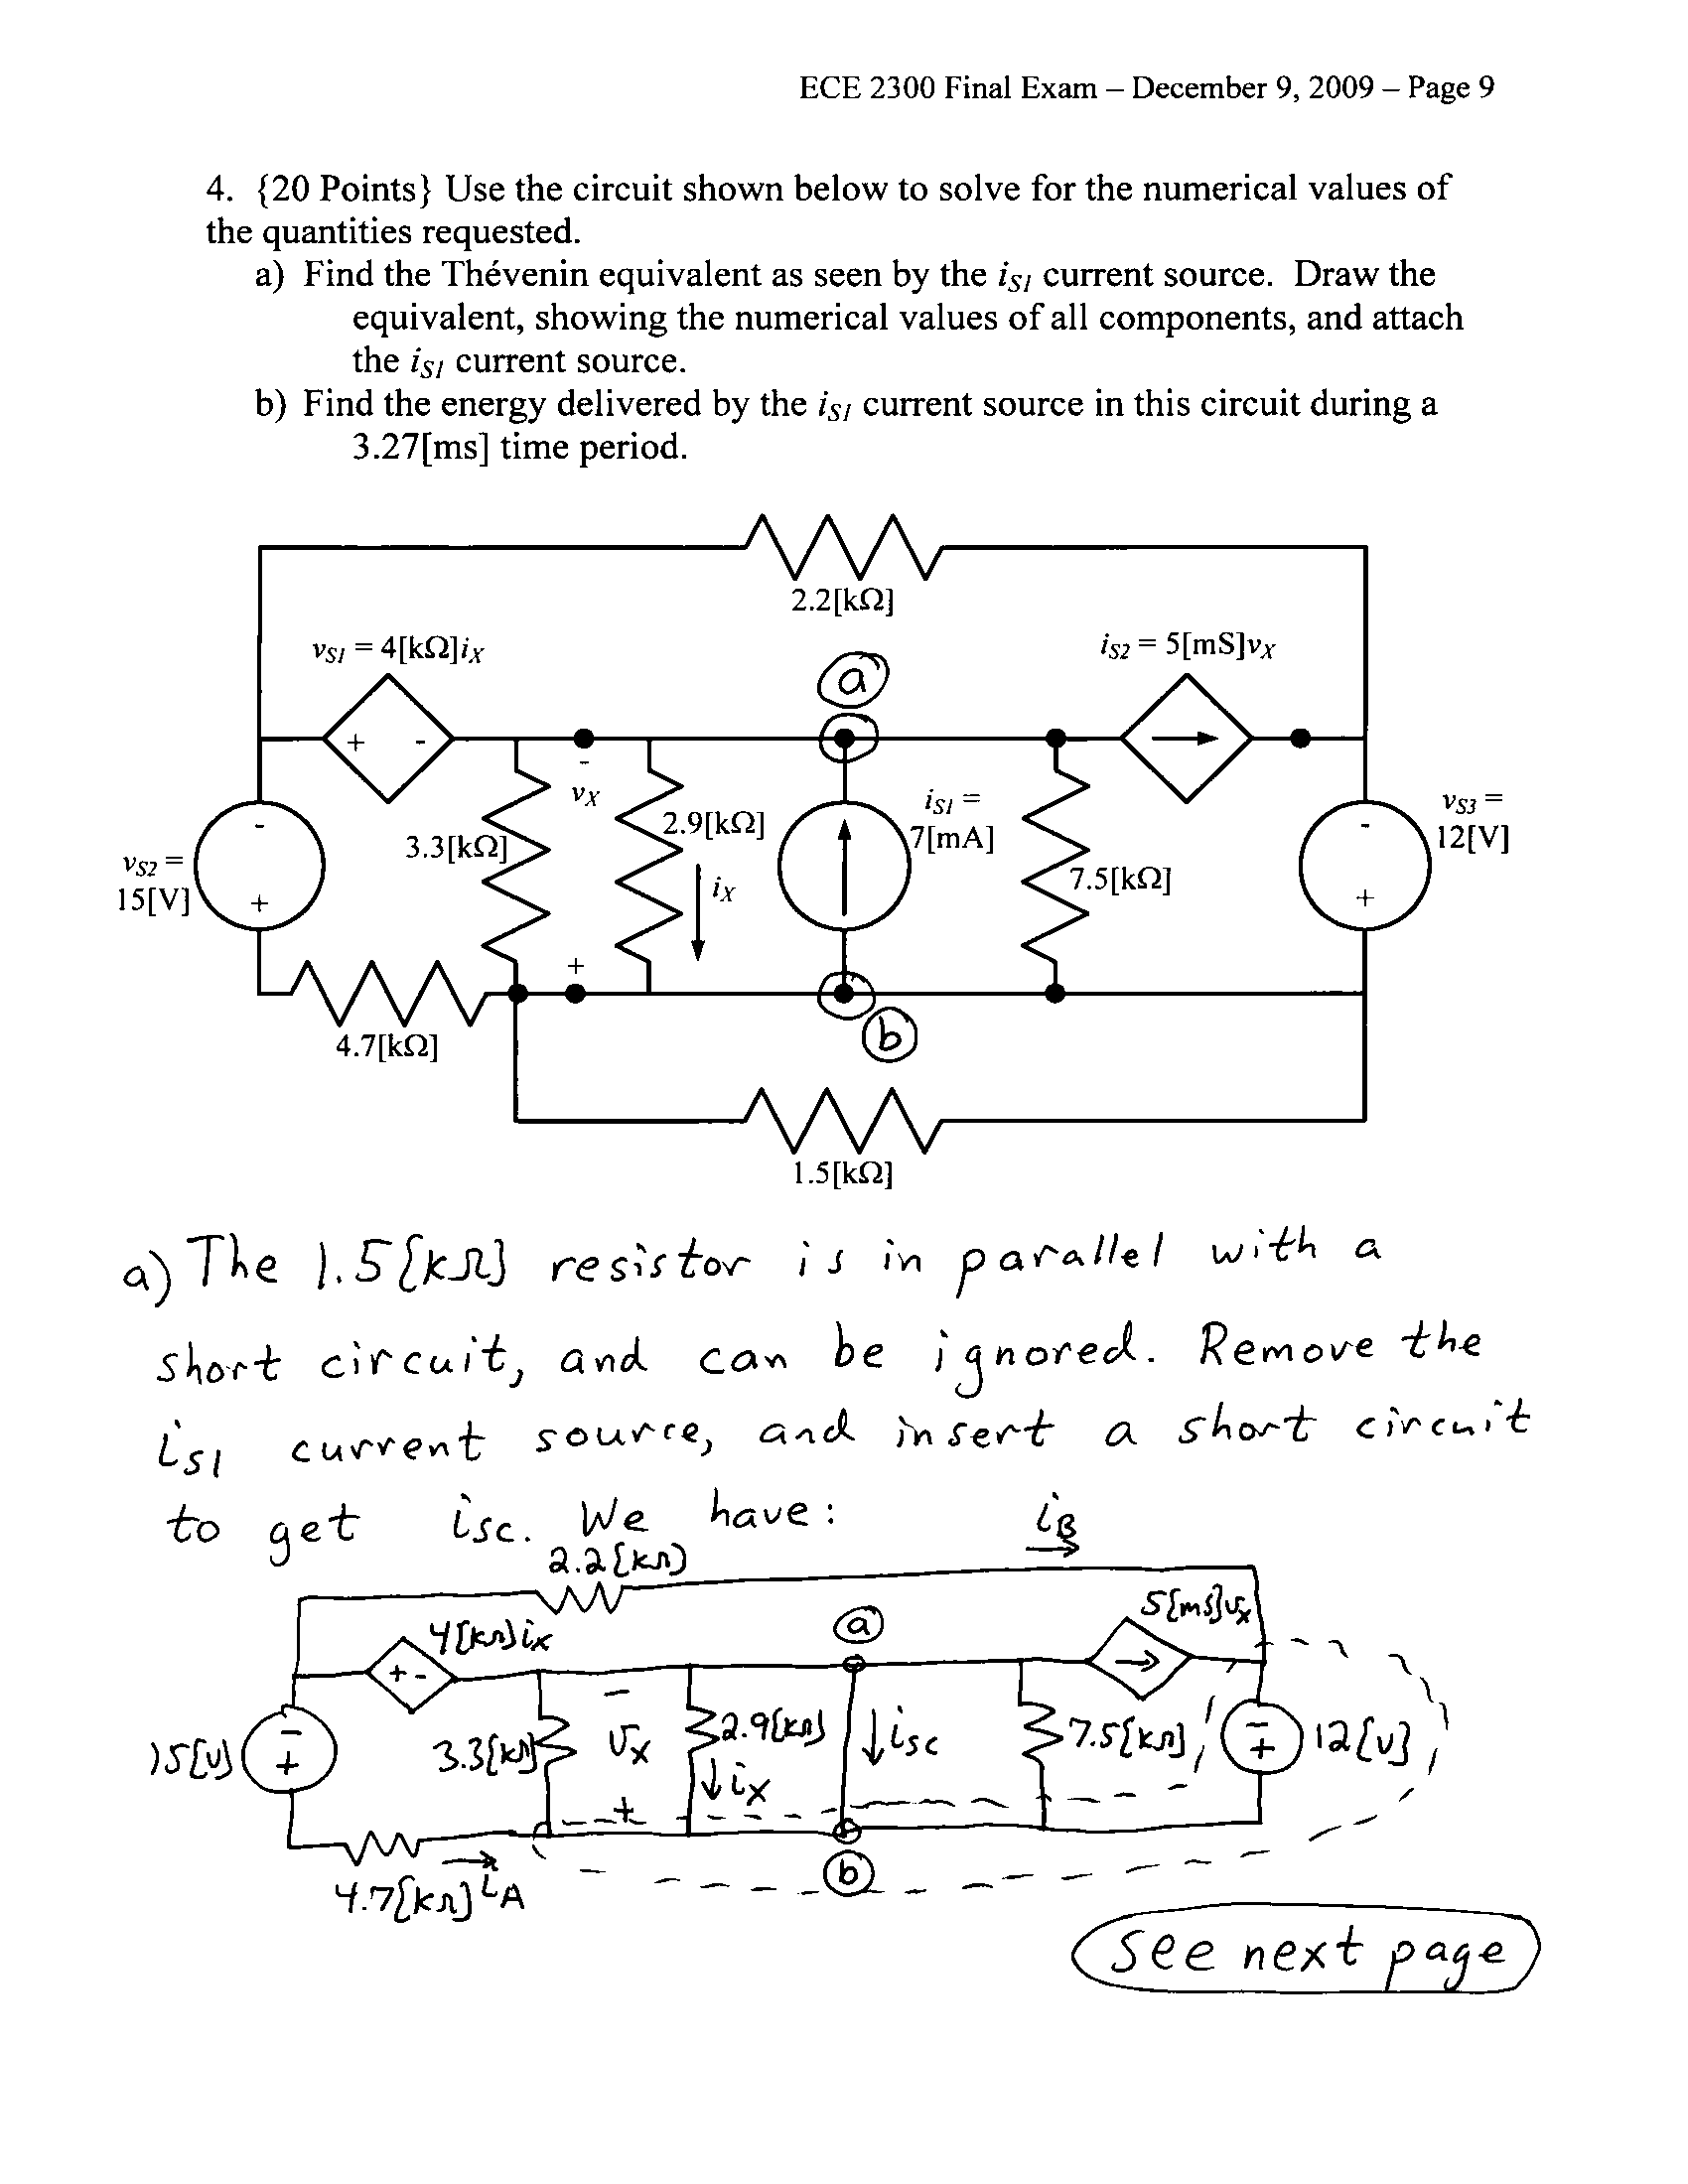 ECE 2300 Final Exam – December 9, 2009 – Page 9
4. {20 Points} Use the circuit shown below to solve for the numerical values of
the quantities requested.
a) Find the Thévenin equivalent as seen by the iS1 current source. Draw the
equivalent, showing the numerical values of all components, and attach
the iS1 current source.
b) Find the energy delivered by the iS1 current source in this circuit during a
3.27[ms] time period.
2.2[kΩ]
vS1 = 4[kΩ]iX
iS2 = 5[mS]vX
a
+ -
- vX +
vS2 =
15[V]
- +
3.3[kΩ]
2.9[kΩ]
iX
iS1 =
7[mA]
7.5[kΩ]
vS3 =
12[V]
- +
4.7[kΩ]
b
1.5[kΩ]
a) The 1.5[kΩ] resistor is in parallel with a
short circuit, and can be ignored. Remove the
iS1 current source, and insert a short circuit
to get isc. We have:
iB
2.2[kΩ]
4[kΩ]ix
a
5[mS]vx
+ -
15[V]
- +
3.3[kΩ]
- vx +
2.9[kΩ]
ix
isc
7.5[kΩ]
- +
12[V]
4.7[kΩ]
iA
b
See next page